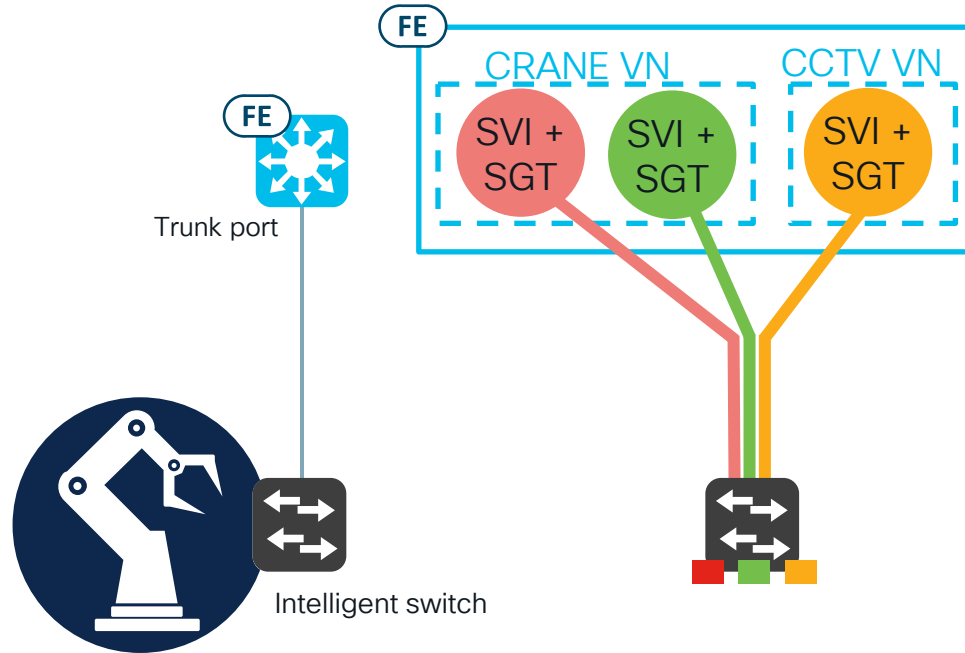 FE
CRANE VN
CCTV VN
SVI +
SGT
SVI +
SGT
SVI +
SGT
FE
Trunk port
Intelligent switch